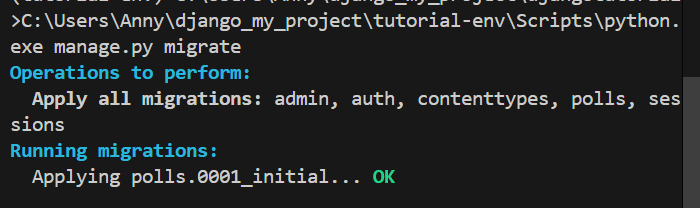 >C:\Users\Anny\django_my_project\tutorial-env\Scripts\python.
exe manage.py migrate
Operations to perform:
  Apply all migrations: admin, auth, contenttypes, polls, ses
sions
Running migrations:
  Applying polls.0001_initial... OK